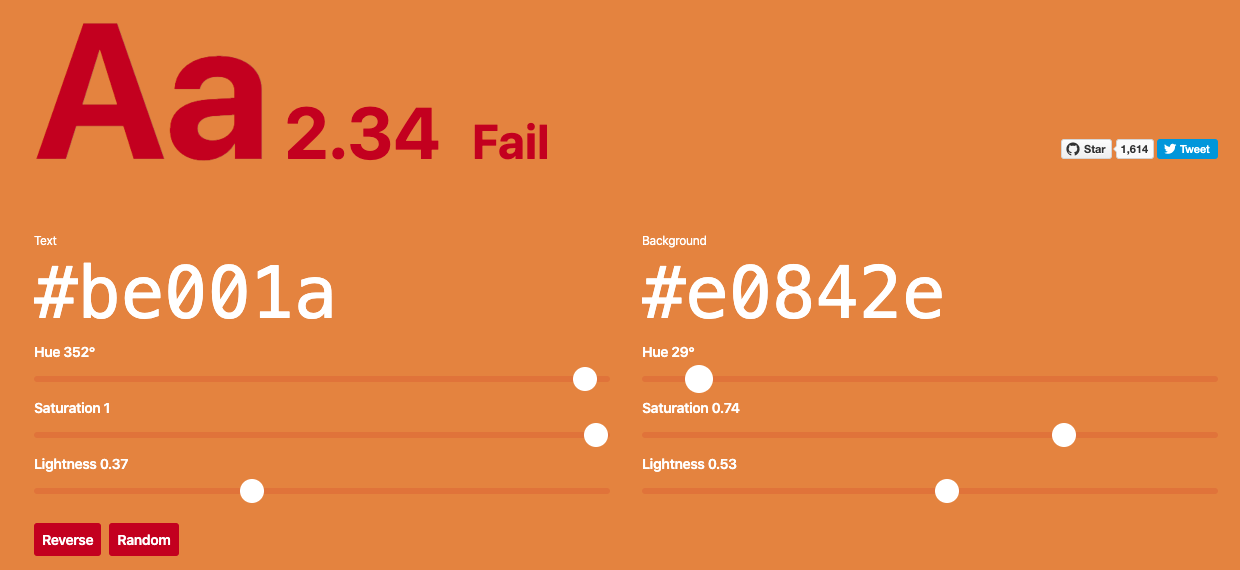 Aa 2.34 Fail
Star 1,614 Tweet
Text
#be001a
Hue 352°
Saturation 1
Lightness 0.37
Background
#e0842e
Hue 29°
Saturation 0.74
Lightness 0.53
Reverse Random